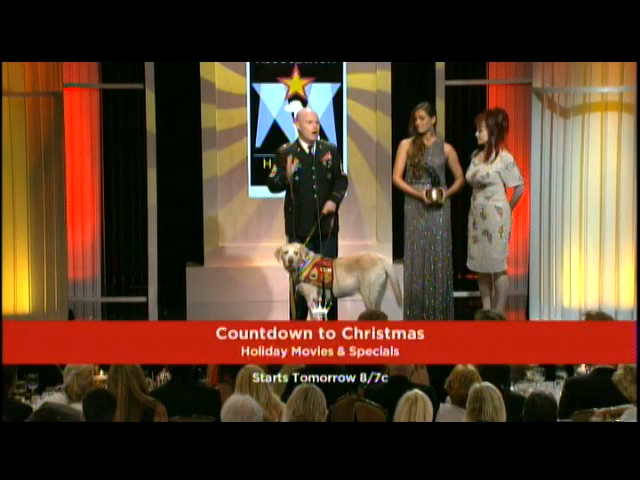 Countdown to Christmas
Holiday Movies & Specials
Starts Tomorrow 8/7c